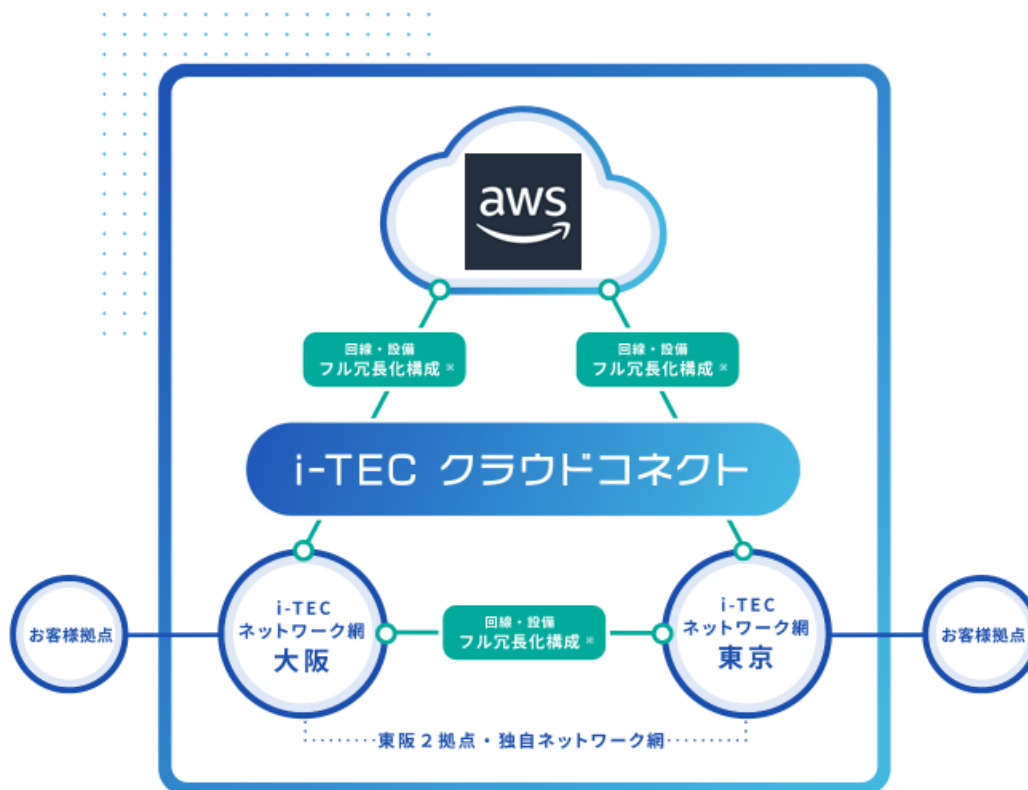 aws
回線・設備
フル冗長化構成 ※
回線・設備
フル冗長化構成 ※
i-TEC クラウドコネクト
お客様拠点
i-TEC
ネットワーク網
大阪
回線・設備
フル冗長化構成 ※
i-TEC
ネットワーク網
東京
お客様拠点
東阪2拠点・独自ネットワーク網